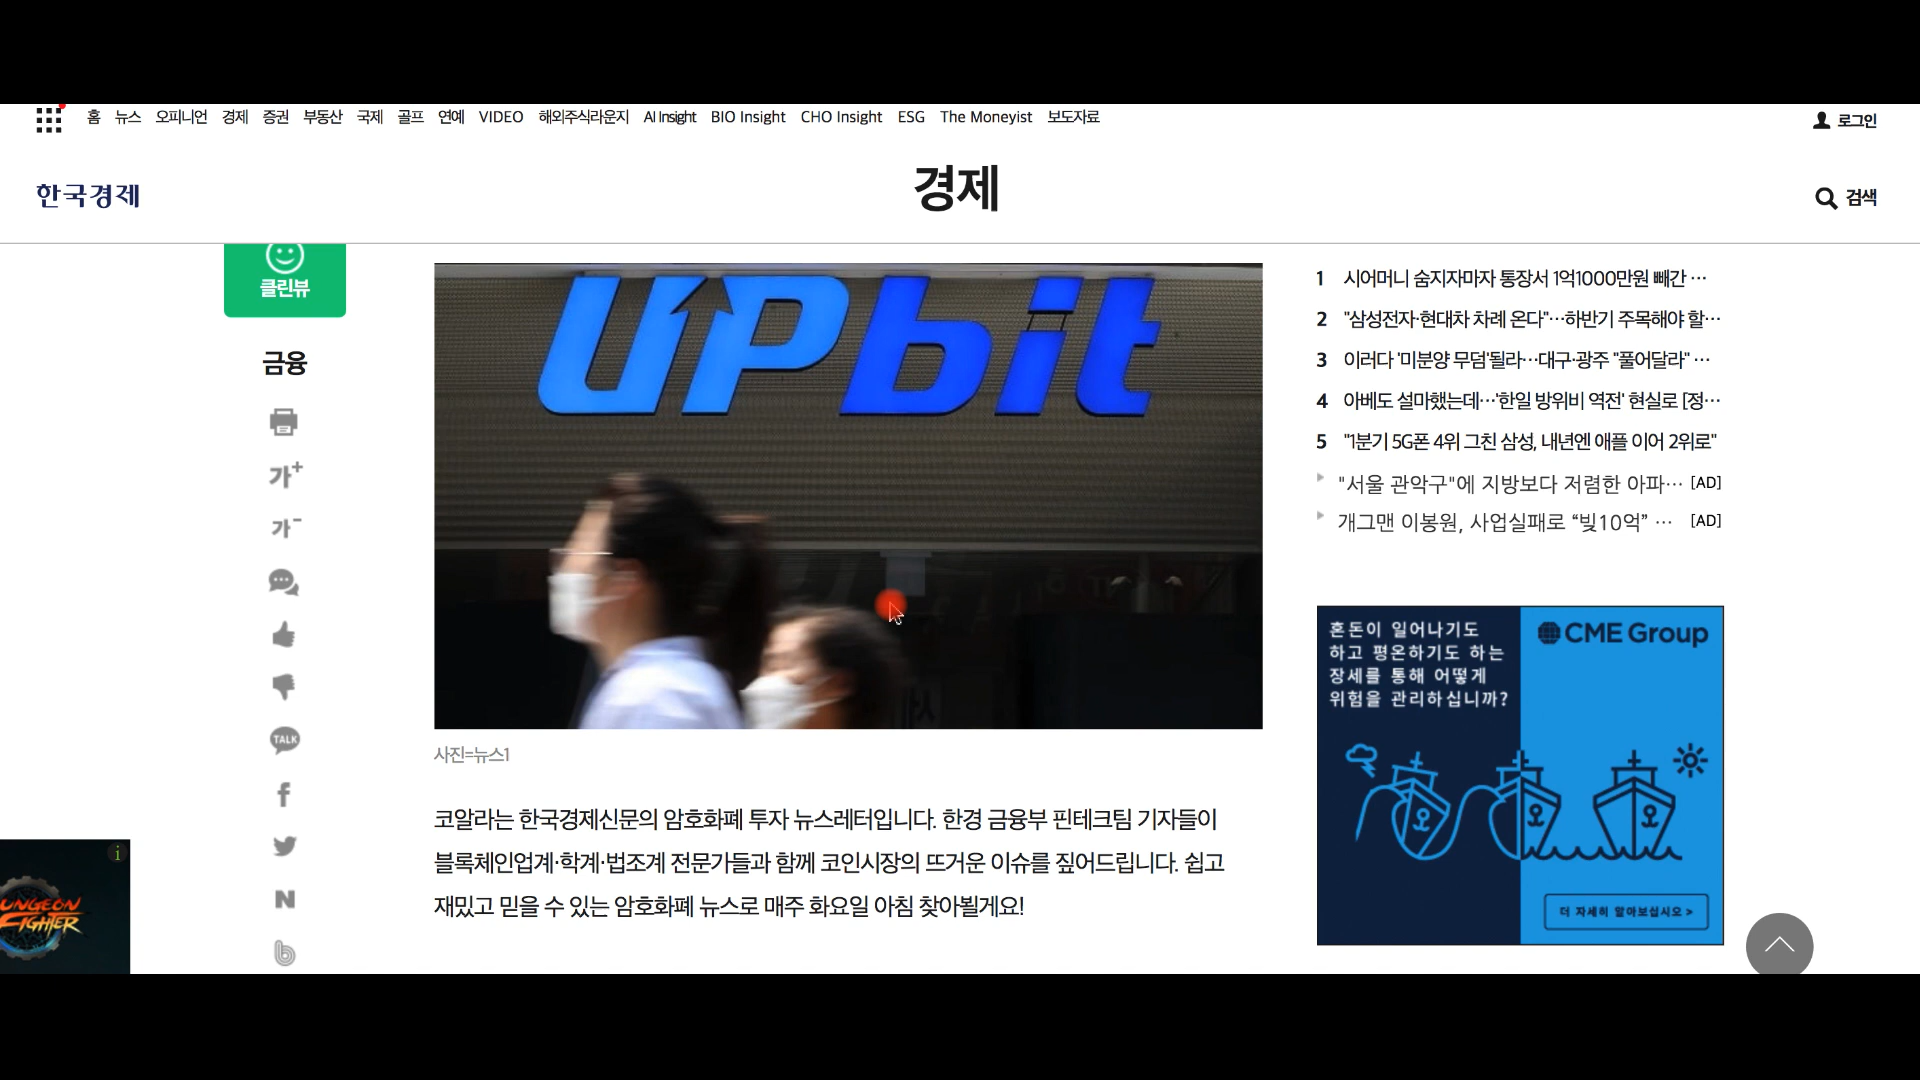 홈 뉴스 오피니언 경제 증권 부동산 국제 골프 연예 VIDEO 해외주식라운지 AI Insight BIO Insight CHO Insight ESG The Moneyist 보도자료
로그인
한국경제
경제
검색
클린뷰
금융
가+
가-
TALK
f
N
b
UPbit
사진=뉴스1
코알라는 한국경제신문의 암호화폐 투자 뉴스레터입니다. 한경 금융부 핀테크팀 기자들이
블록체인업계·학계·법조계 전문가들과 함께 코인시장의 뜨거운 이슈를 짚어드립니다. 쉽고
재밌고 믿을 수 있는 암호화폐 뉴스로 매주 화요일 아침 찾아뵐게요!
1 시어머니 숨지자마자 통장서 1억1000만원 빼간 …
2 "삼성전자·현대차 차례 온다"…하반기 주목해야 할…
3 이러다 '미분양 무덤'될라…대구·광주 "풀어달라" …
4 아베도 설마했는데…'한일 방위비 역전' 현실로 [정…
5 "1분기 5G폰 4위 그친 삼성, 내년엔 애플 이어 2위로"
"서울 관악구"에 지방보다 저렴한 아파… [AD]
개그맨 이봉원, 사업실패로 “빚10억” … [AD]
혼돈이 일어나기도
하고 평온하기도 하는
장세를 통해 어떻게
위험을 관리하십니까?
CME Group
더 자세히 알아보십시오 >
i
UNGEON
FIGHTER